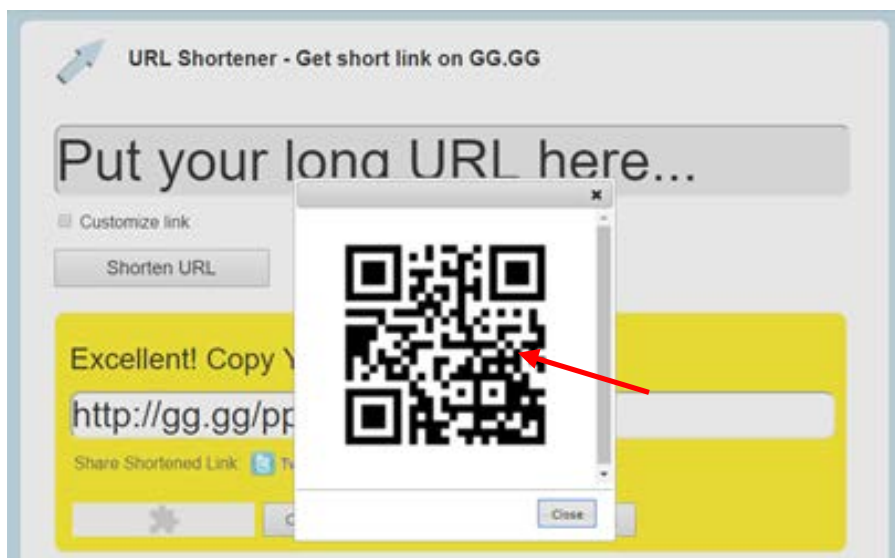 URL Shortener - Get short link on GG.GG
Put your long URL here...
Customize link
Shorten URL
Excellent! Copy
http://gg.gg/pp
Share Shortened Link:
Close